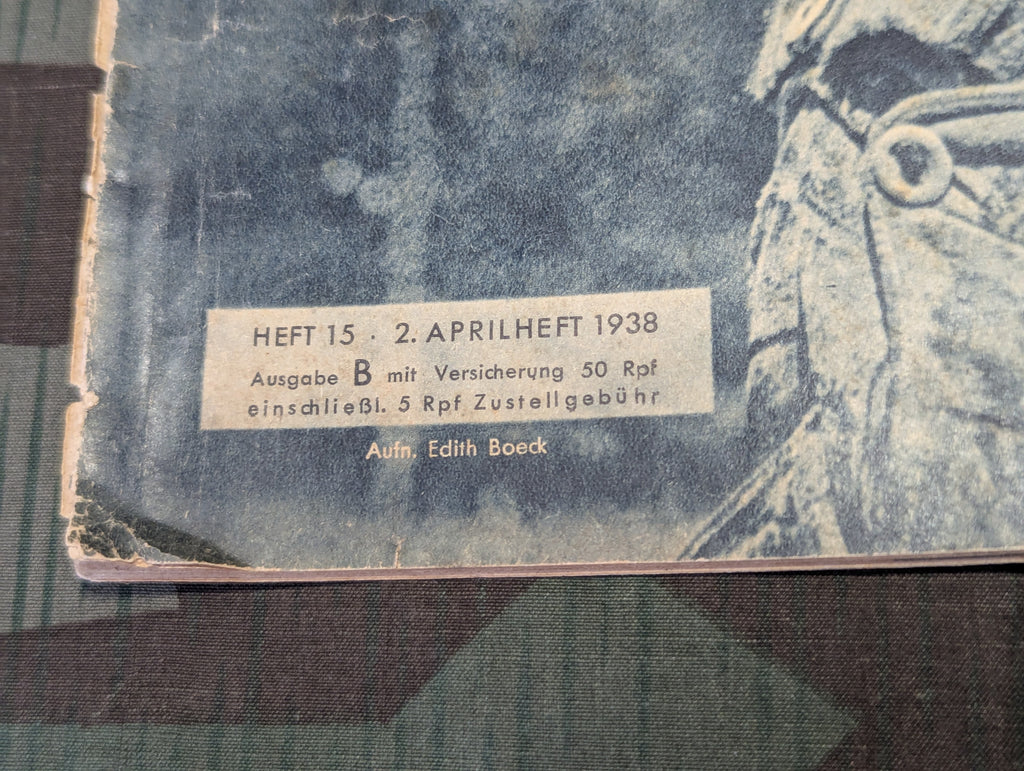 HEFT 15 · 2. APRILHEFT 1938
Ausgabe B mit Versicherung 50 Rpf
einschließl. 5 Rpf Zustellgebühr
Aufn. Edith Boeck